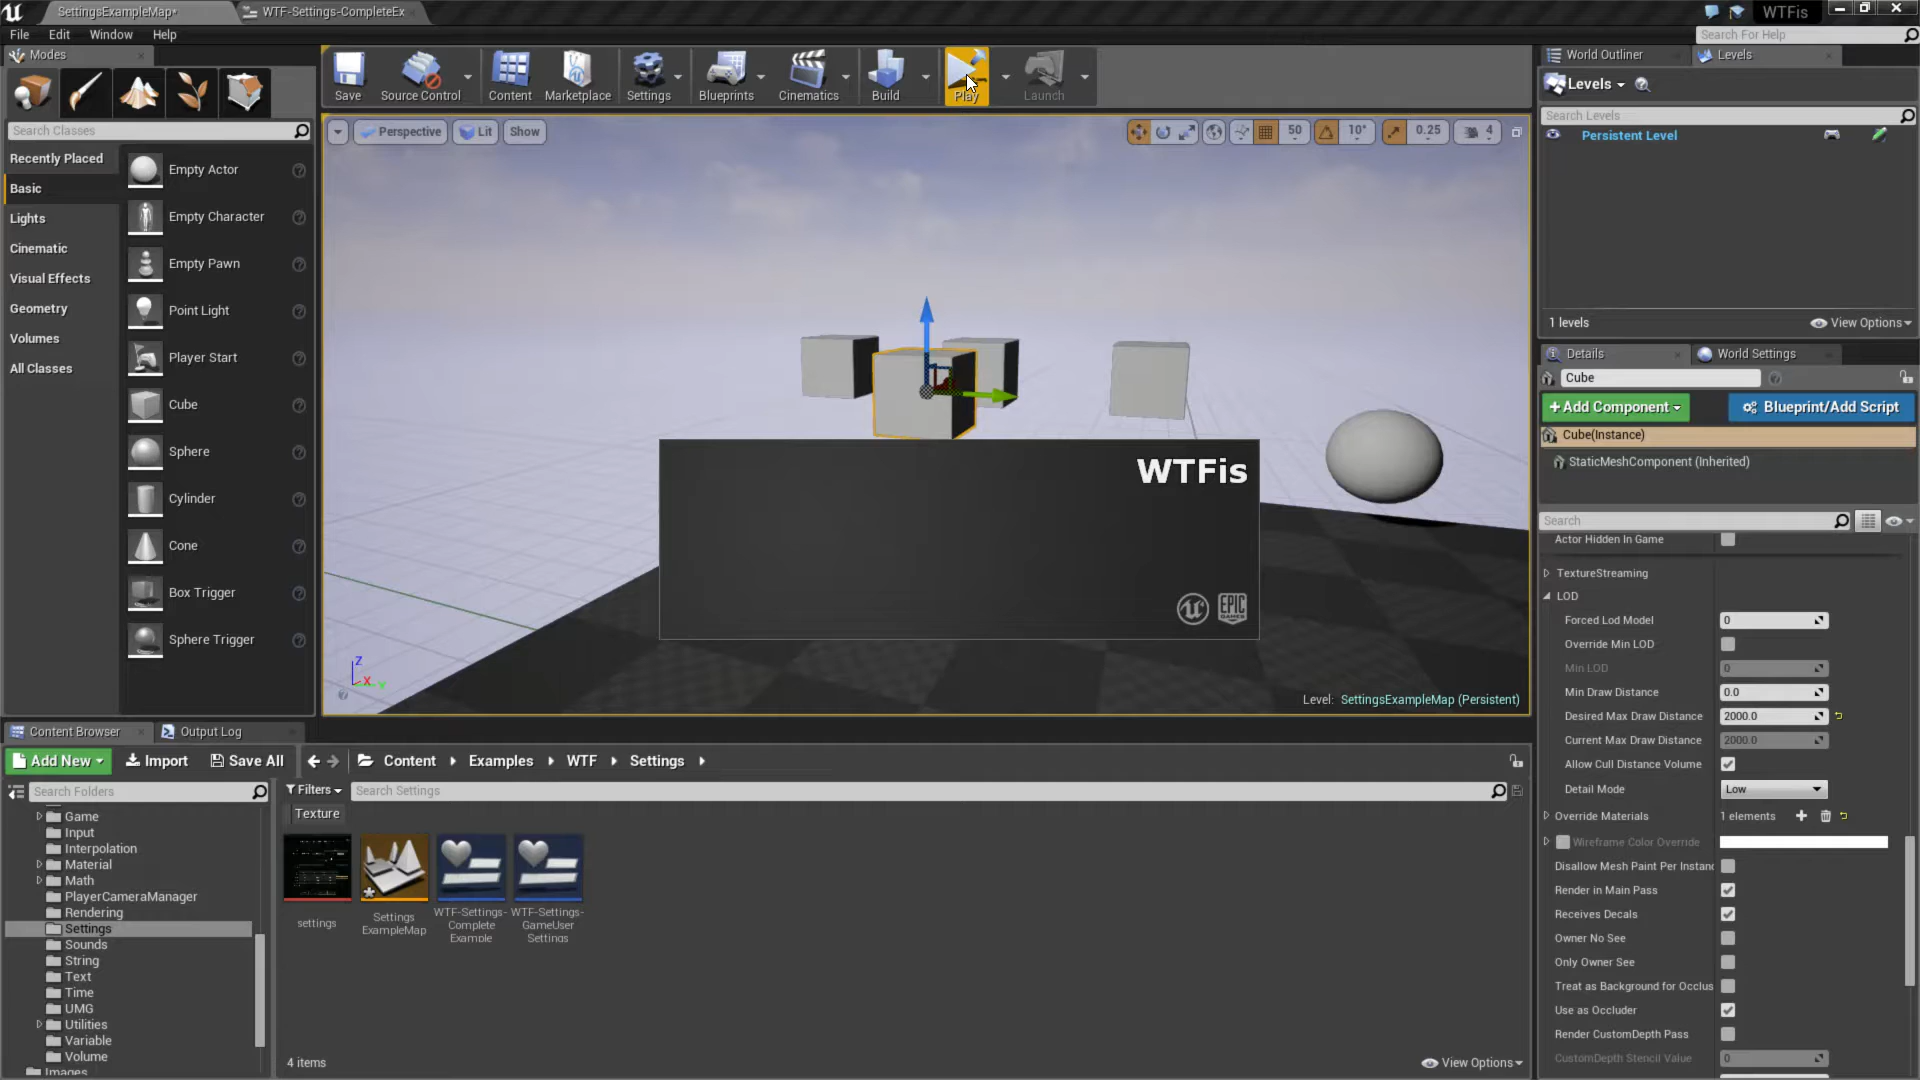 SettingsExampleMap*
WTF-Settings-CompleteEx
WTFis
File
Edit
Window
Help
Search For Help
Modes
Save
Source Control
Content
Marketplace
Settings
Blueprints
Cinematics
Build
Play
Launch
World Outliner
Levels
Levels
Search Levels
Persistent Level
1 levels
View Options
Search Classes
Recently Placed
Basic
Lights
Cinematic
Visual Effects
Geometry
Volumes
All Classes
Empty Actor
Empty Character
Empty Pawn
Point Light
Player Start
Cube
Sphere
Cylinder
Cone
Box Trigger
Sphere Trigger
Perspective
Lit
Show
50
10°
0.25
4
WTFis
EPIC GAMES
Z
X
Y
Level: SettingsExampleMap (Persistent)
Details
World Settings
Cube
+Add Component
Blueprint/Add Script
Cube(Instance)
StaticMeshComponent (Inherited)
Search
Actor Hidden In Game
TextureStreaming
LOD
Forced Lod Model 0
Override Min LOD
Min LOD 0
Min Draw Distance 0.0
Desired Max Draw Distance 2000.0
Current Max Draw Distance 2000.0
Allow Cull Distance Volume
Detail Mode Low
Override Materials 1 elements
Wireframe Color Override
Disallow Mesh Paint Per Instanc
Render in Main Pass
Receives Decals
Owner No See
Only Owner See
Treat as Background for Occlus
Use as Occluder
Render CustomDepth Pass
CustomDepth Stencil Value 0
Content Browser
Output Log
Add New
Import
Save All
Content
Examples
WTF
Settings
Search Folders
Filters
Search Settings
Texture
Game
Input
Interpolation
Material
Math
PlayerCameraManager
Rendering
Settings
Sounds
String
Text
Time
UMG
Utilities
Variable
Volume
Images
settings
Settings
ExampleMap
WTF-Settings-
Complete
Example
WTF-Settings-
GameUser
Settings
4 items
View Options